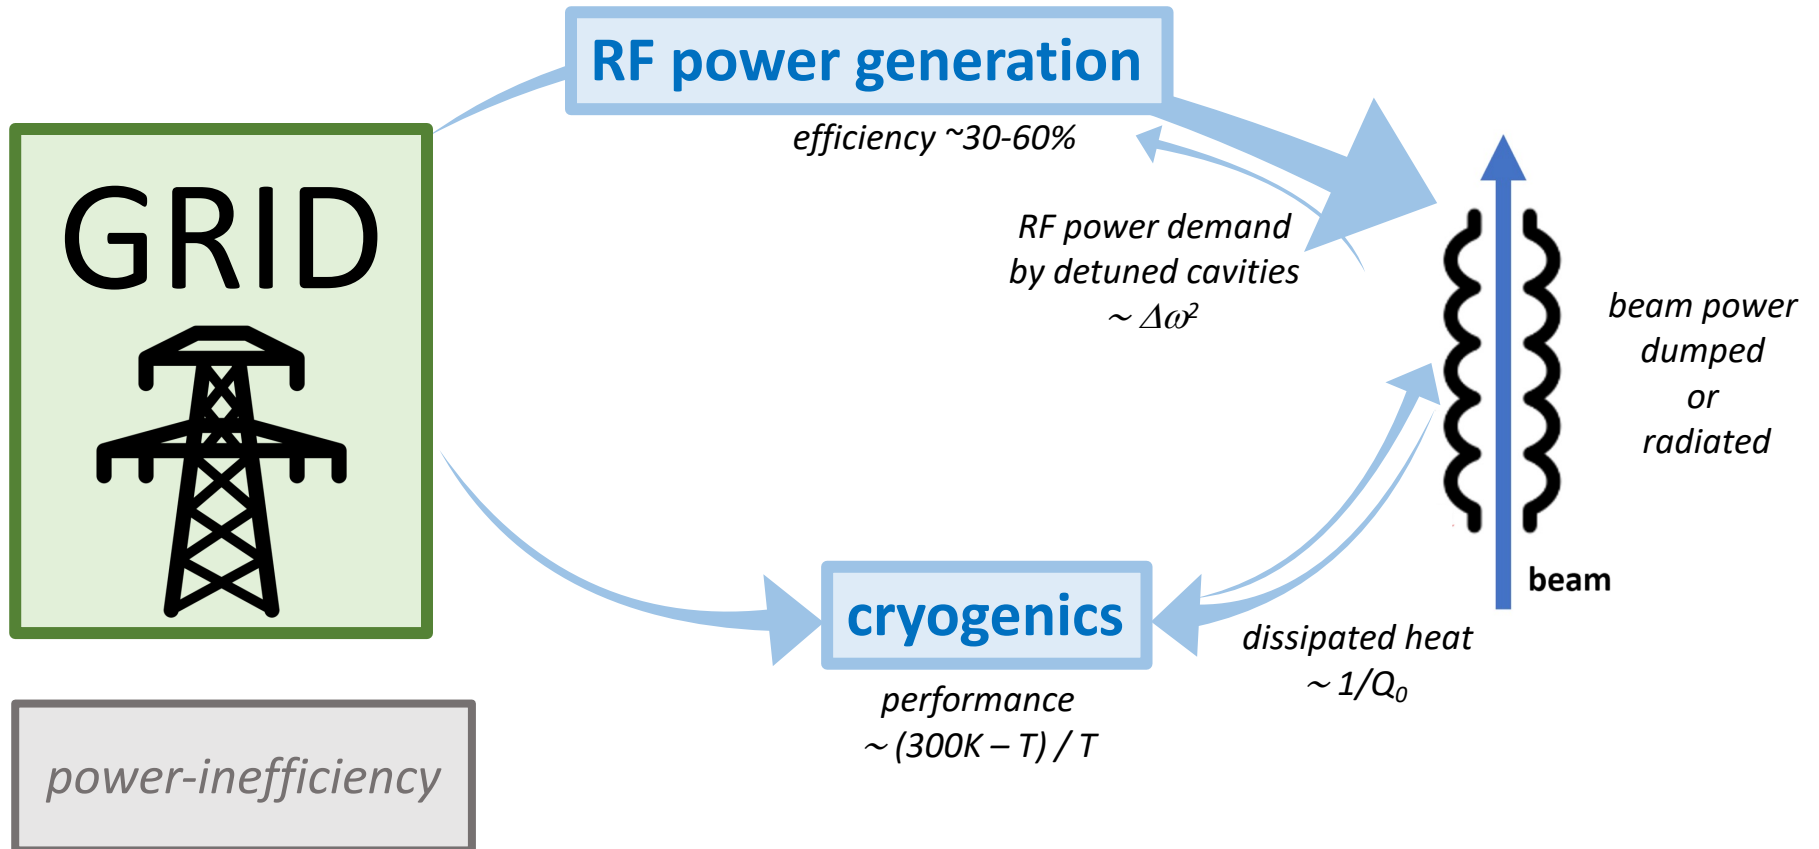 RF power generation
efficiency ~30-60%
GRID
RF power demand
by detuned cavities
~ Δω²
beam power
dumped
or
radiated
beam
cryogenics
dissipated heat
~ 1/Q₀
performance
~ (300K – T) / T
power-inefficiency